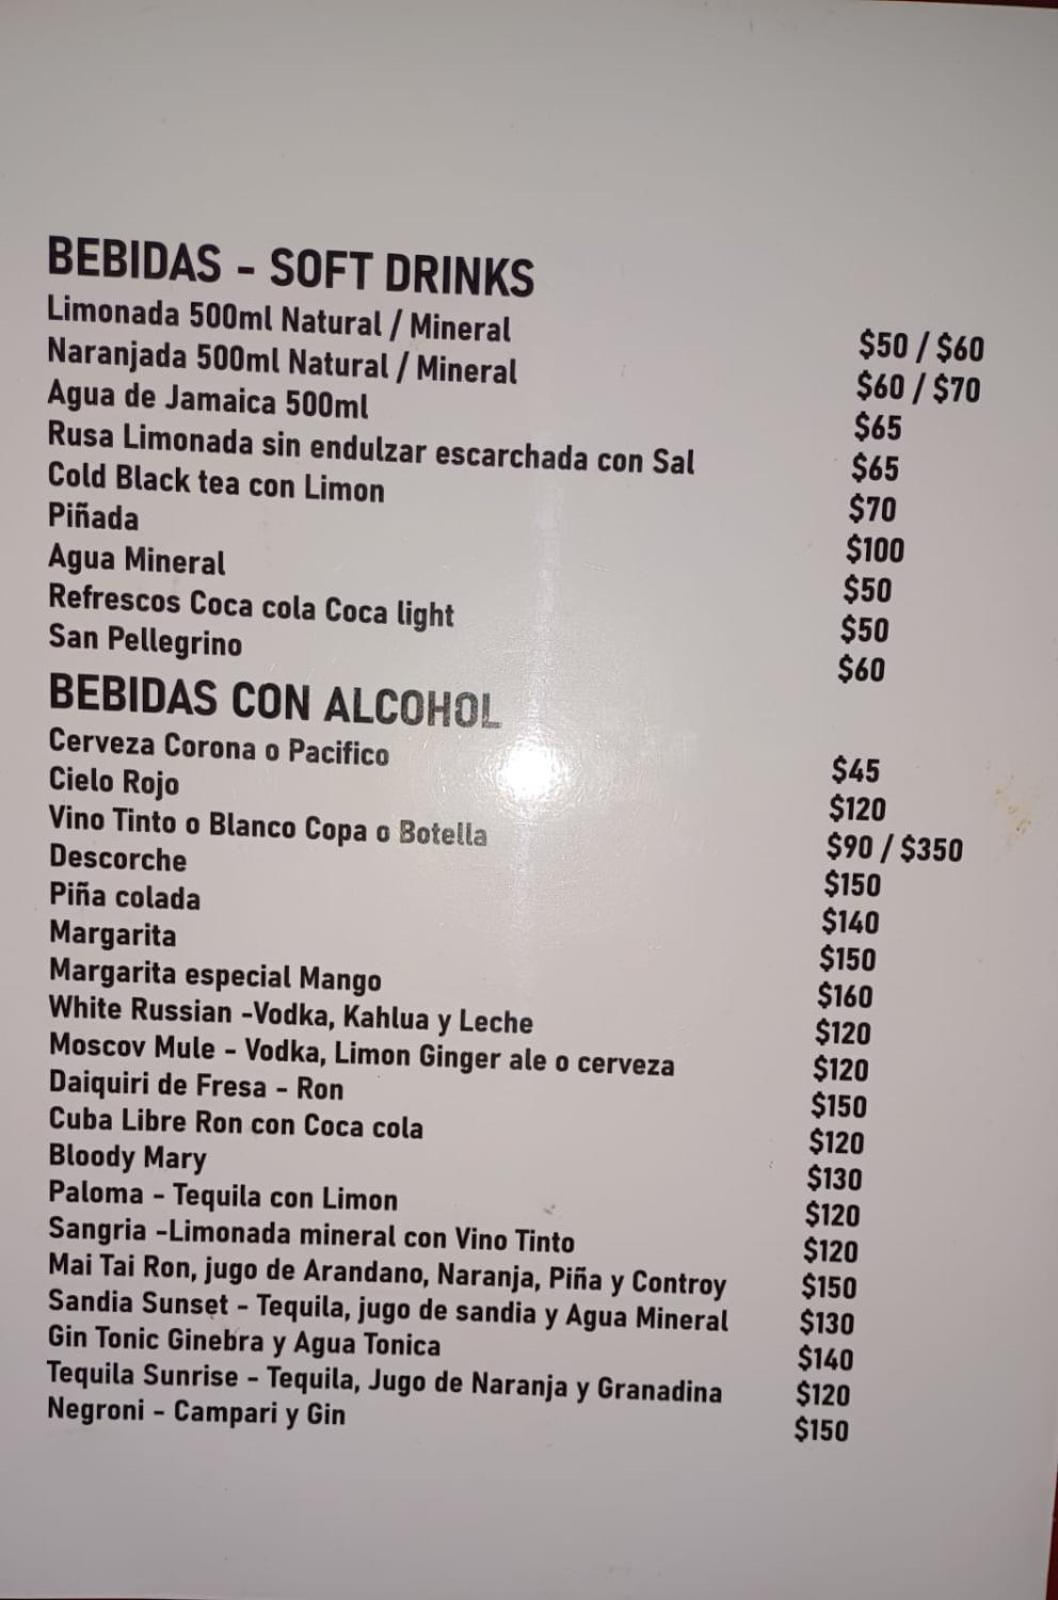 BEBIDAS - SOFT DRINKS
Limonada 500ml Natural / Mineral $50 / $60
Naranjada 500ml Natural / Mineral $60 / $70
Agua de Jamaica 500ml $65
Rusa Limonada sin endulzar escarchada con Sal $65
Cold Black tea con Limon $70
Piñada $100
Agua Mineral $50
Refrescos Coca cola Coca light $50
San Pellegrino $60
BEBIDAS CON ALCOHOL
Cerveza Corona o Pacifico $45
Cielo Rojo $120
Vino Tinto o Blanco Copa o Botella $90 / $350
Descorche $150
Piña colada $140
Margarita $150
Margarita especial Mango $160
White Russian -Vodka, Kahlua y Leche $120
Moscov Mule - Vodka, Limon Ginger ale o cerveza $120
Daiquiri de Fresa - Ron $150
Cuba Libre Ron con Coca cola $120
Bloody Mary $130
Paloma - Tequila con Limon $120
Sangria -Limonada mineral con Vino Tinto $120
Mai Tai Ron, jugo de Arandano, Naranja, Piña y Controy $150
Sandia Sunset - Tequila, jugo de sandia y Agua Mineral $130
Gin Tonic Ginebra y Agua Tonica $140
Tequila Sunrise - Tequila, Jugo de Naranja y Granadina $120
Negroni - Campari y Gin $150